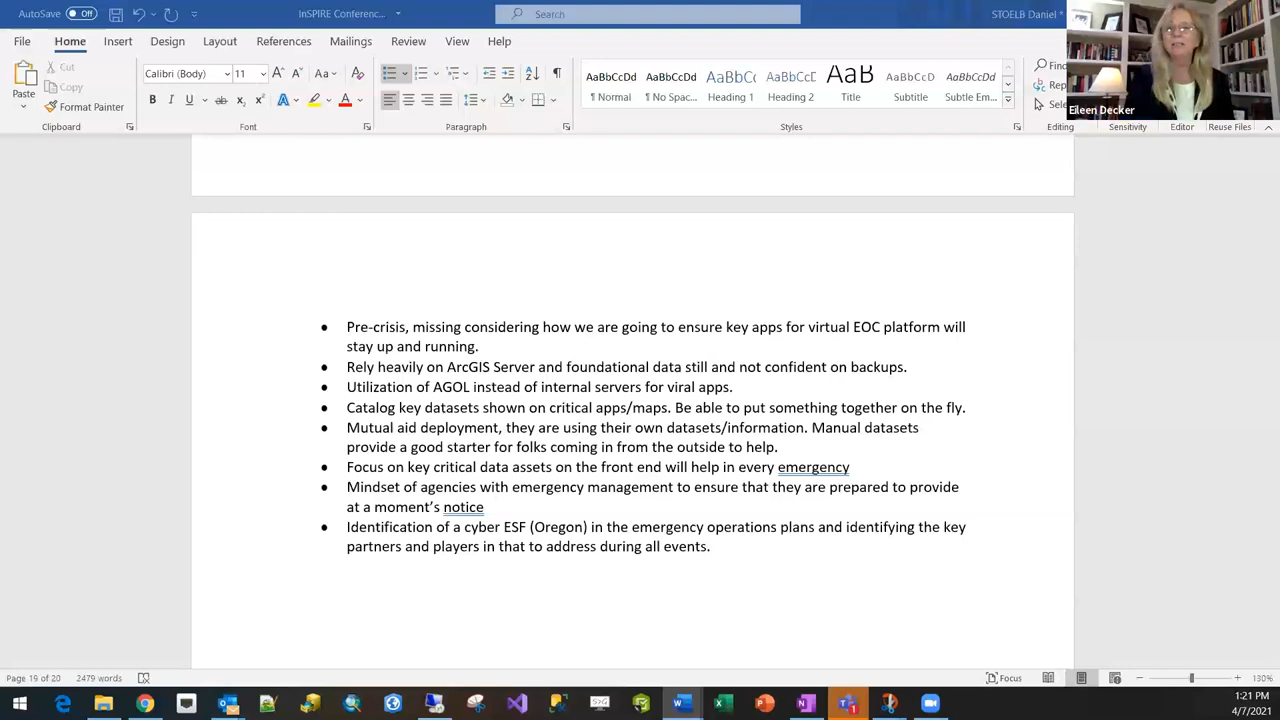 AutoSave Off InSPIRE Conferenc... Search STOELB Daniel
File Home Insert Design Layout References Mailings Review View Help
Eileen Decker
Paste Cut Copy Format Painter
Clipboard
Calibri (Body) 11
Font
Paragraph
AaBbCcDd AaBbCcDd AaBbC AaBbCcD AaB AaBbCcDd AaBbCcDd
¶ Normal ¶ No Spac... Heading 1 Heading 2 Title Subtitle Subtle Em...
Styles
Find
Repla
Select
Editing Sensitivity Editor Reuse Files
• Pre-crisis, missing considering how we are going to ensure key apps for virtual EOC platform will
stay up and running.
• Rely heavily on ArcGIS Server and foundational data still and not confident on backups.
• Utilization of AGOL instead of internal servers for viral apps.
• Catalog key datasets shown on critical apps/maps. Be able to put something together on the fly.
• Mutual aid deployment, they are using their own datasets/information. Manual datasets
provide a good starter for folks coming in from the outside to help.
• Focus on key critical data assets on the front end will help in every emergency
• Mindset of agencies with emergency management to ensure that they are prepared to provide
at a moment's notice
• Identification of a cyber ESF (Oregon) in the emergency operations plans and identifying the key
partners and players in that to address during all events.
Page 19 of 20 2479 words Focus 130%
1:21 PM
4/7/2021